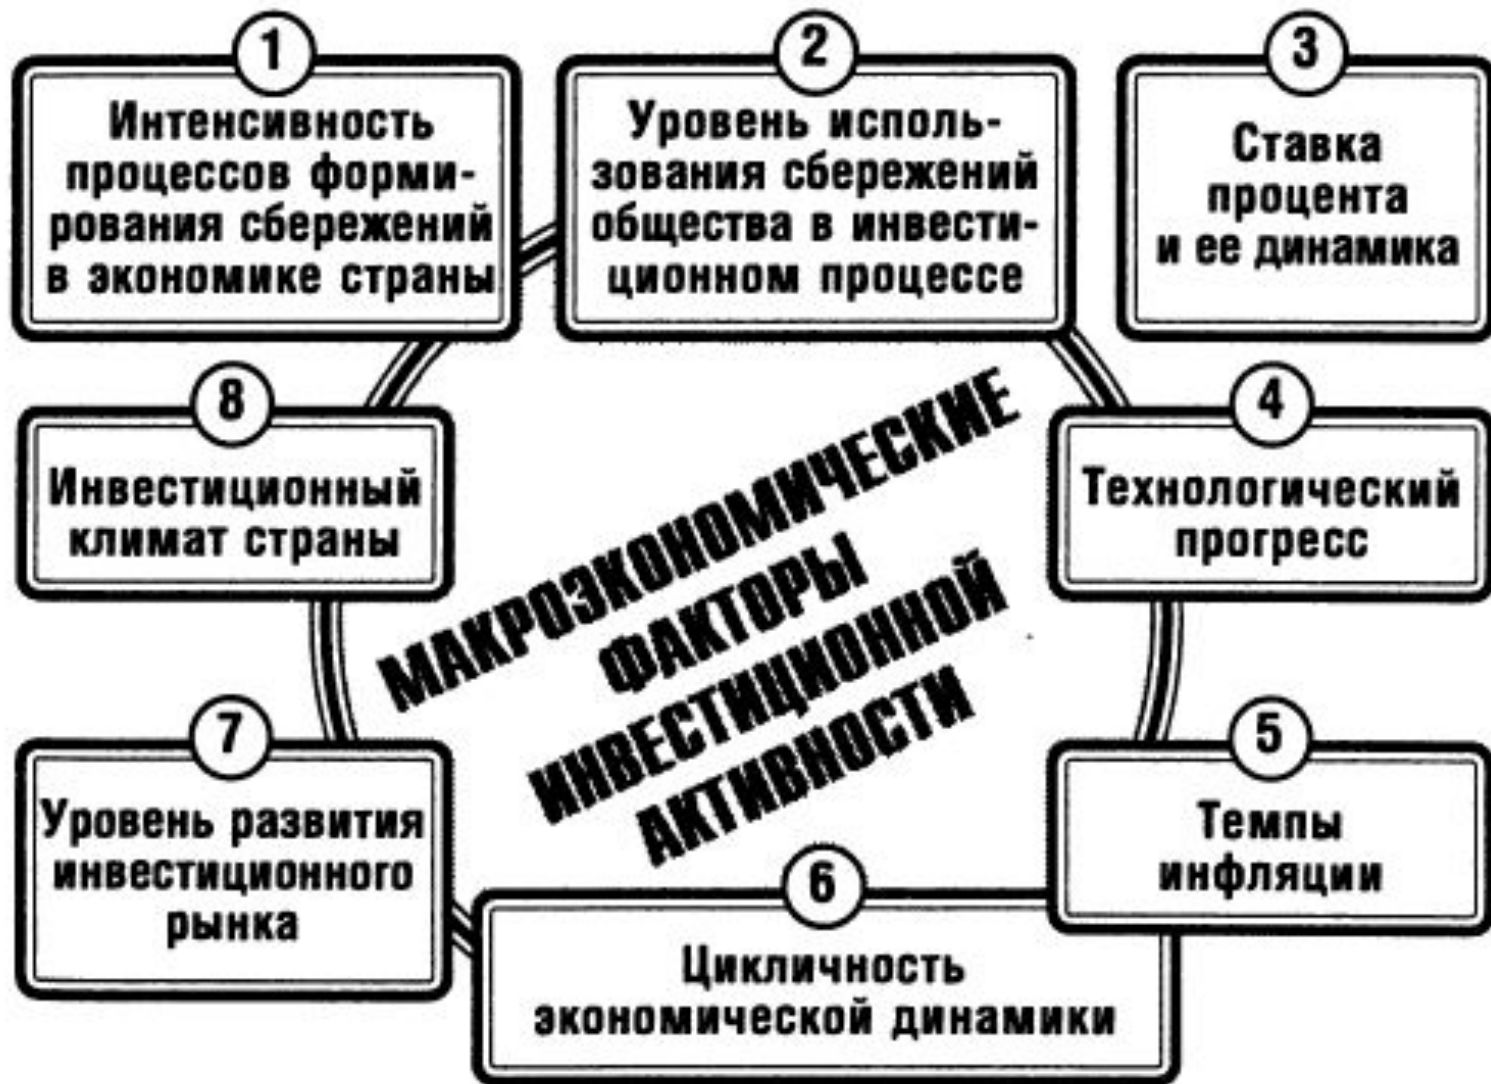 1
Интенсивность
процессов форми-
рования сбережений
в экономике страны
2
Уровень исполь-
зования сбережений
общества в инвести-
ционном процессе
3
Ставка
процента
и ее динамика
8
Инвестиционный
климат страны
4
Технологический
прогресс
МАКРОЭКОНОМИЧЕСКИЕ
ФАКТОРЫ
ИНВЕСТИЦИОННОЙ
АКТИВНОСТИ
7
Уровень развития
инвестиционного
рынка
5
Темпы
инфляции
6
Цикличность
экономической динамики